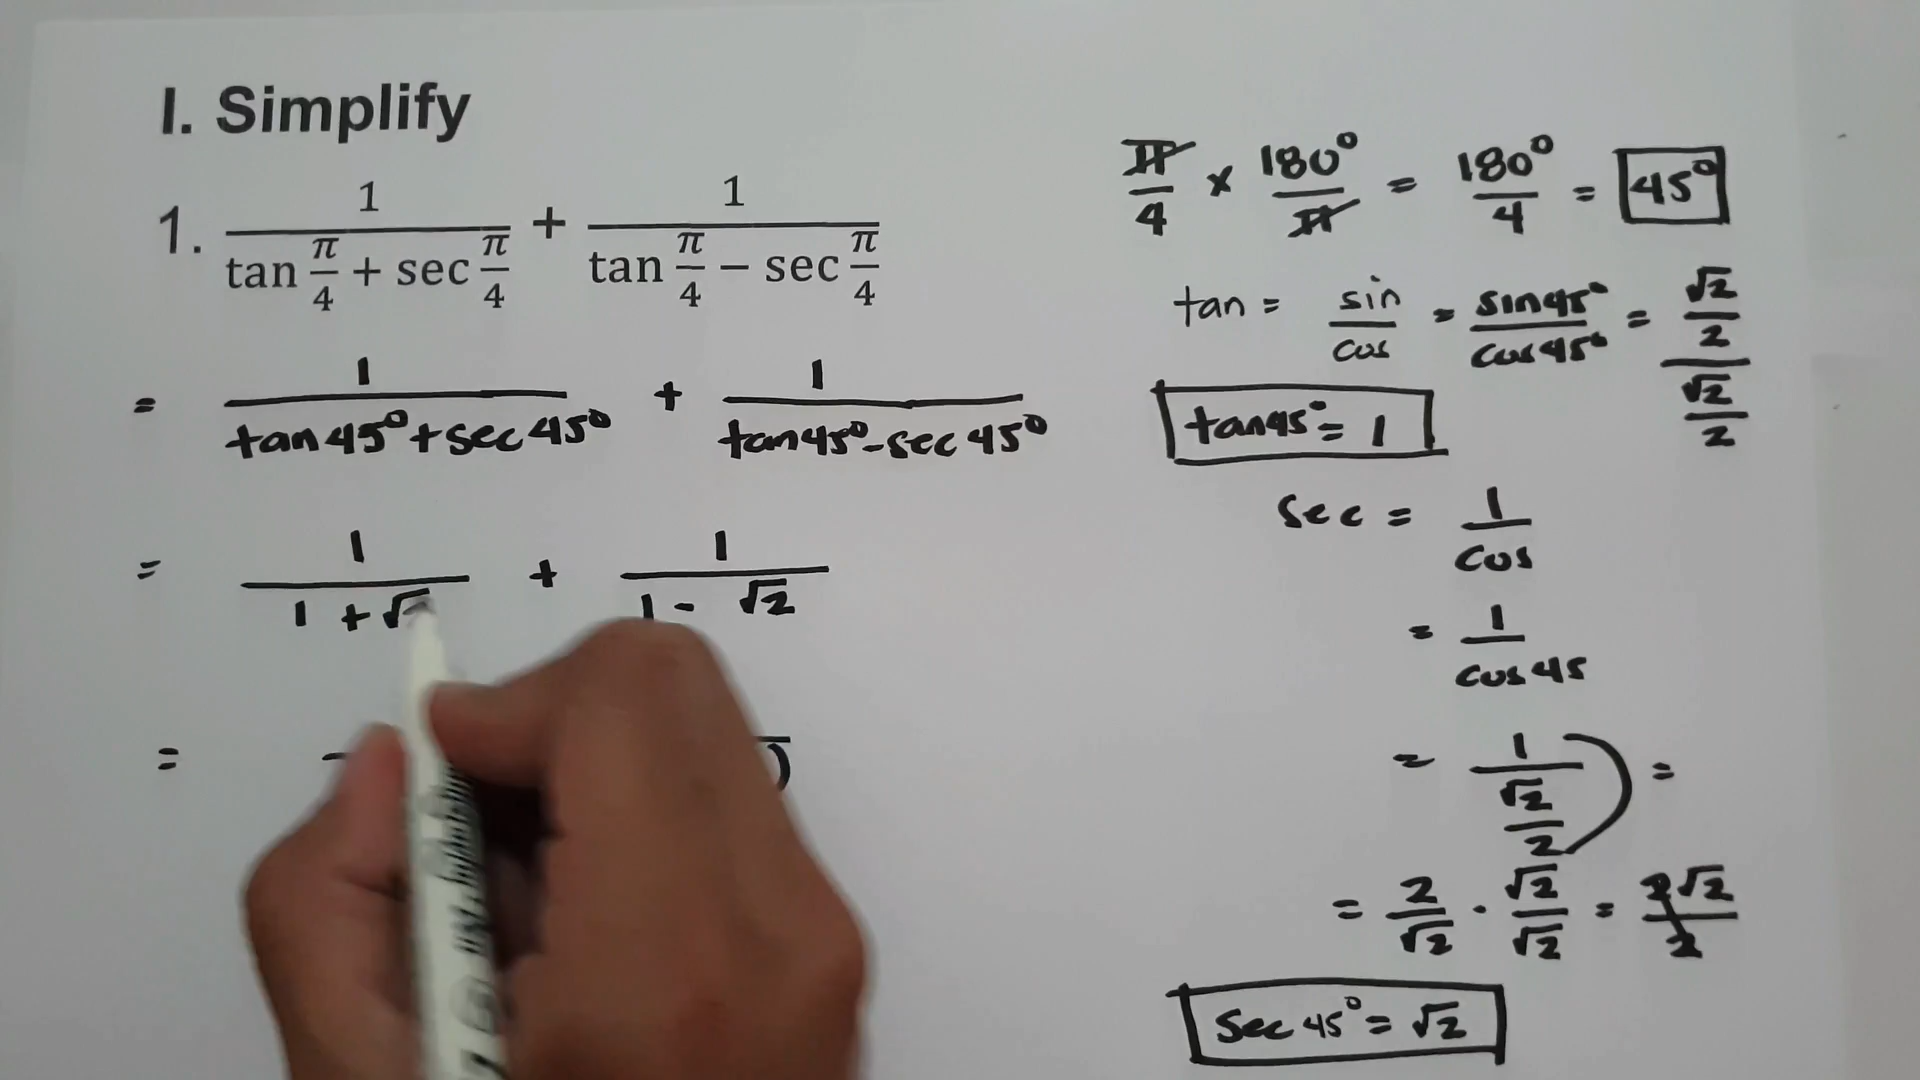 I. Simplify
1. 1/(tan π/4 + sec π/4) + 1/(tan π/4 − sec π/4)
= 1/(tan45° + sec45°) + 1/(tan45° - sec45°)
= 1/(1 + √) + 1/(1 - √2)
=
π/4 × 180°/π = 180°/4 = 45°
tan = sin/cos = sin45°/cos45° = (√2/2)/(√2/2)
tan45° = 1
sec = 1/cos
= 1/cos45
= 1/(√2/2) =
= 2/√2 · √2/√2 = 2√2/2
sec45° = √2